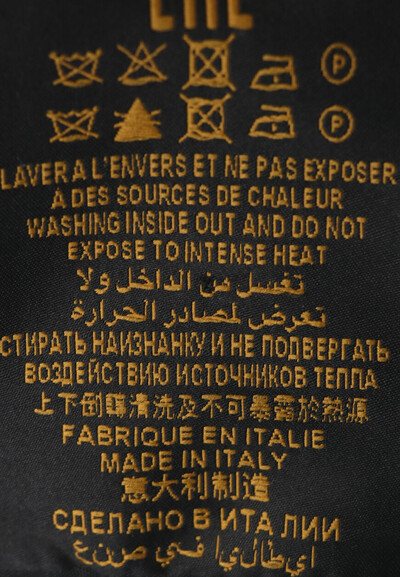 P
P
LAVER A L'ENVERS ET NE PAS EXPOSER
A DES SOURCES DE CHALEUR
WASHING INSIDE OUT AND DO NOT
EXPOSE TO INTENSE HEAT
تغسل من الداخل ولا
تعرض لمصادر الحرارة
СТИРАТЬ НАИЗНАНКУ И НЕ ПОДВЕРГАТЬ
ВОЗДЕЙСТВИЮ ИСТОЧНИКОВ ТЕПЛА
上下倒轉清洗及不可暴露於熱源
FABRIQUE EN ITALIE
MADE IN ITALY
意大利制造
СДЕЛАНО В ИТА ЛИИ
صنع في إيطاليا